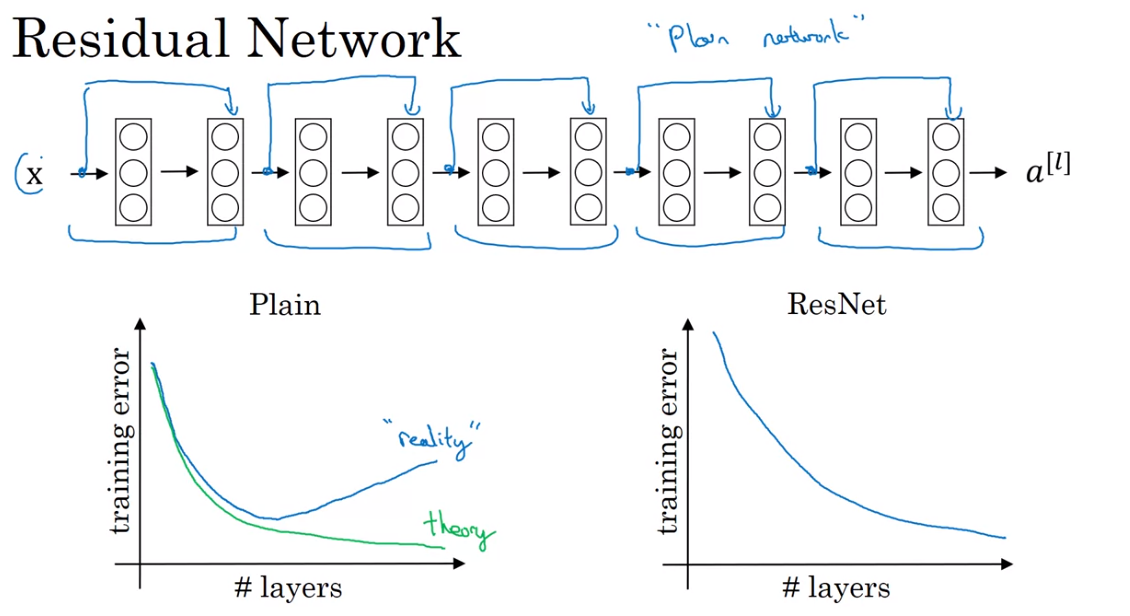 Residual Network
"Plain network"
x
a[l]
Plain
ResNet
training error
"reality"
theory
# layers
training error
# layers